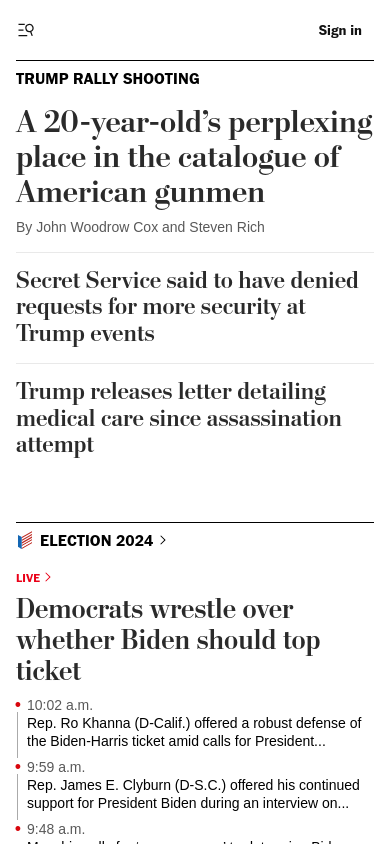 Sign in
TRUMP RALLY SHOOTING
A 20-year-old’s perplexing
place in the catalogue of
American gunmen
By John Woodrow Cox and Steven Rich
Secret Service said to have denied
requests for more security at
Trump events
Trump releases letter detailing
medical care since assassination
attempt
ELECTION 2024
LIVE
Democrats wrestle over
whether Biden should top
ticket
10:02 a.m.
Rep. Ro Khanna (D-Calif.) offered a robust defense of
the Biden-Harris ticket amid calls for President...
9:59 a.m.
Rep. James E. Clyburn (D-S.C.) offered his continued
support for President Biden during an interview on...
9:48 a.m.